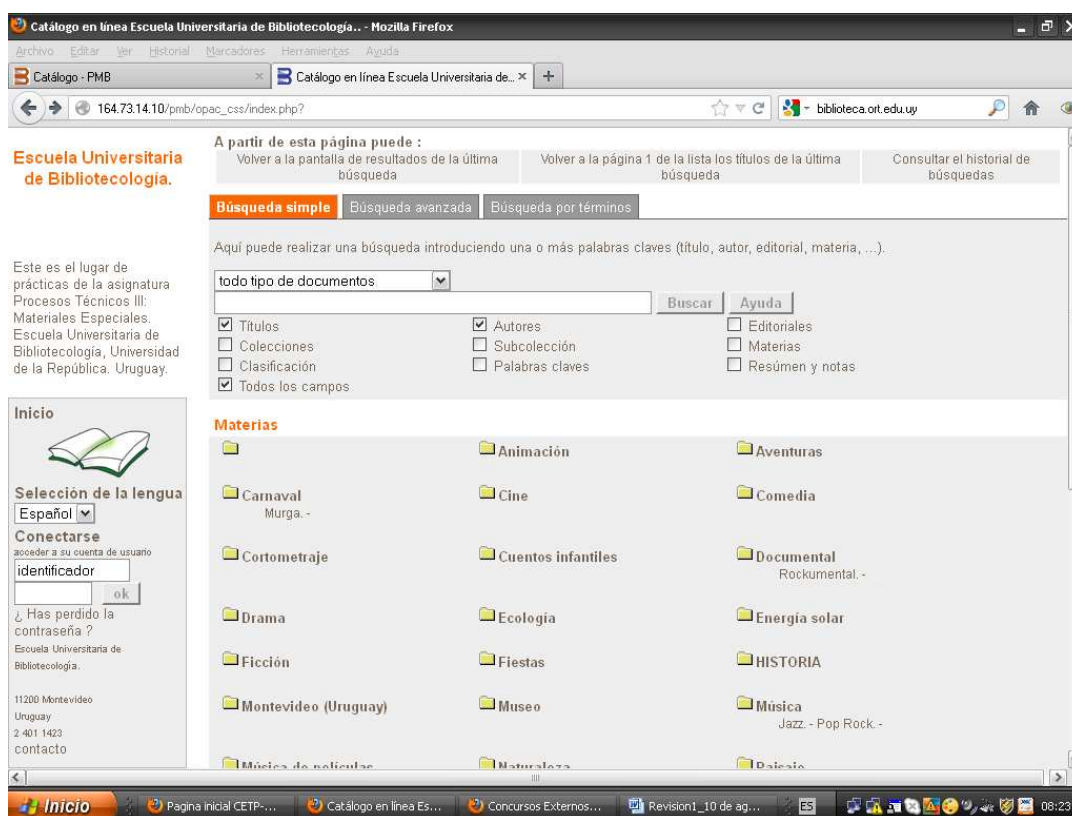 Catálogo en línea Escuela Universitaria de Bibliotecología.. - Mozilla Firefox
Archivo Editar Ver Historial Marcadores Herramientas Ayuda
Catálogo - PMB
Catálogo en línea Escuela Universitaria de...
164.73.14.10/pmb/opac_css/index.php?
biblioteca.ort.edu.uy
Escuela Universitaria
de Bibliotecología.
Este es el lugar de
prácticas de la asignatura
Procesos Técnicos III:
Materiales Especiales.
Escuela Universitaria de
Bibliotecología, Universidad
de la República. Uruguay.
Inicio
Selección de la lengua
Español
Conectarse
acceder a su cuenta de usuario
identificador
ok
¿ Has perdido la
contraseña ?
Escuela Universitaria de
Bibliotecología.
11200 Montevideo
Uruguay
2 401 1423
contacto
A partir de esta página puede :
Volver a la pantalla de resultados de la última
búsqueda
Volver a la página 1 de la lista los títulos de la última
búsqueda
Consultar el historial de
búsquedas
Búsqueda simple Búsqueda avanzada Búsqueda por términos
Aquí puede realizar una búsqueda introduciendo una o más palabras claves (título, autor, editorial, materia, ...).
todo tipo de documentos
Buscar Ayuda
Títulos Autores Editoriales
Colecciones Subcolección Materias
Clasificación Palabras claves Resúmen y notas
Todos los campos
Materias
Animación Aventuras
Carnaval Cine Comedia
Murga. -
Cortometraje Cuentos infantiles Documental
Rockumental. -
Drama Ecología Energía solar
Ficción Fiestas HISTORIA
Montevideo (Uruguay) Museo Música
Jazz. - Pop Rock. -
Música de películas Naturaleza Paisaje
Inicio Pagina inicial CETP-... Catálogo en línea Es... Concursos Externos... Revision1_10 de ag... ES 08:23